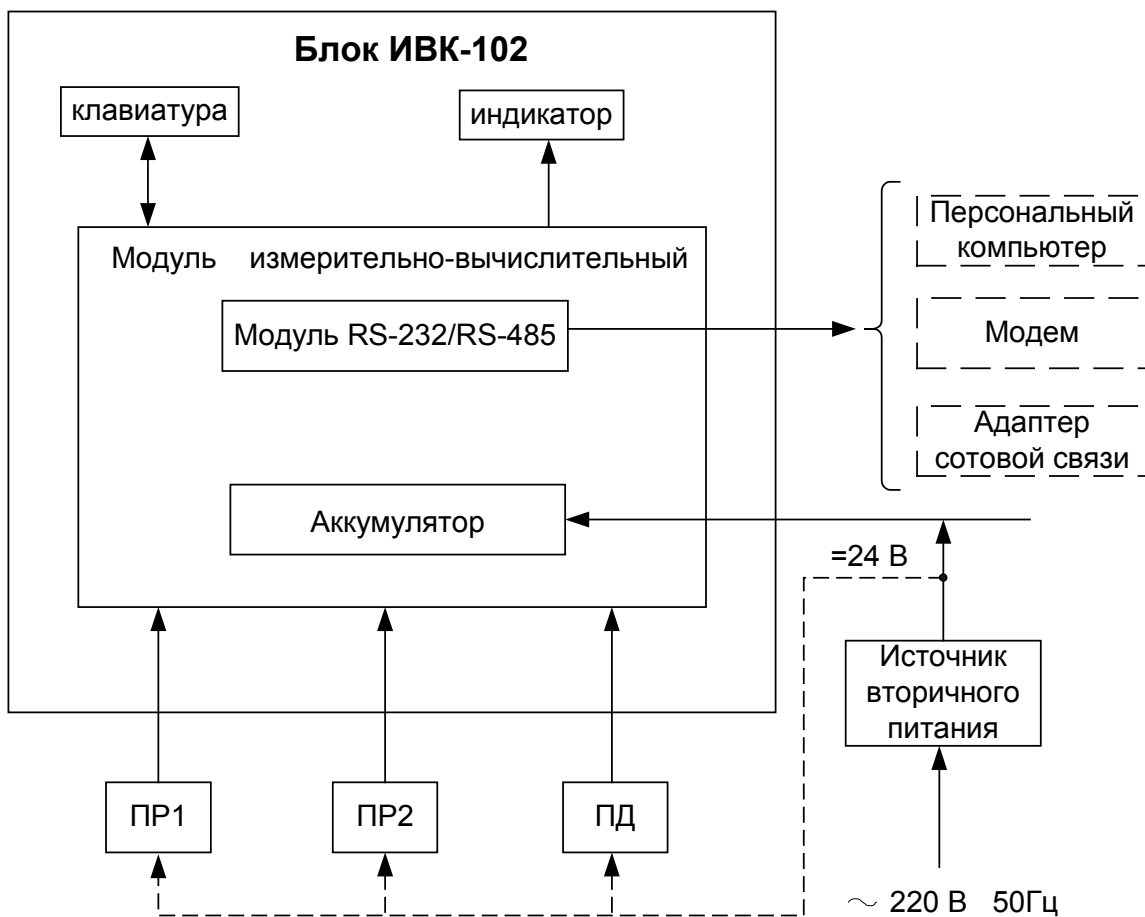 Блок ИВК-102
клавиатура
индикатор
Модуль измерительно-вычислительный
Модуль RS-232/RS-485
Персональный
компьютер
Модем
Адаптер
сотовой связи
Аккумулятор
=24 В
Источник
вторичного
питания
ПР1
ПР2
ПД
～ 220 В 50Гц